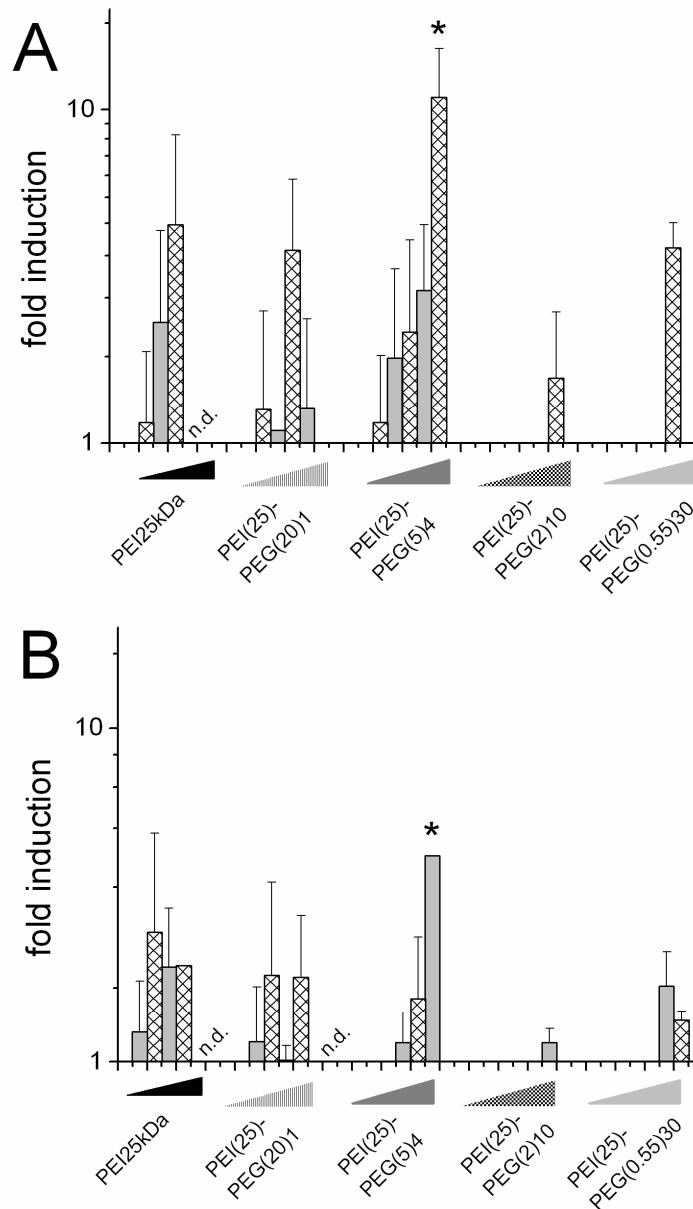 A
*
10
fold induction
n.d.
1
PEI25kDa
PEI(25)-
PEG(20)1
PEI(25)-
PEG(5)4
PEI(25)-
PEG(2)10
PEI(25)-
PEG(0.55)30
B
10
fold induction
*
n.d.
n.d.
1
PEI25kDa
PEI(25)-
PEG(20)1
PEI(25)-
PEG(5)4
PEI(25)-
PEG(2)10
PEI(25)-
PEG(0.55)30